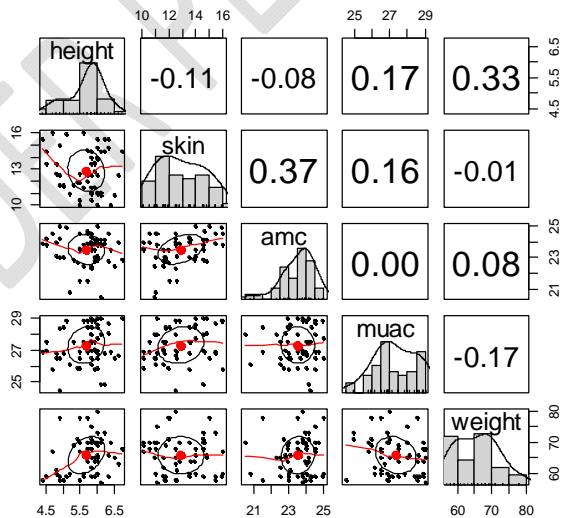 10 12 14 16 25 27 29
height -0.11 -0.08 0.17 0.33
4.5 5.5 6.5
10 13 16
skin 0.37 0.16 -0.01
amc 0.00 0.08
21 23 25
25 27 29
muac -0.17
weight
60 70 80
4.5 5.5 6.5 21 23 25 60 70 80